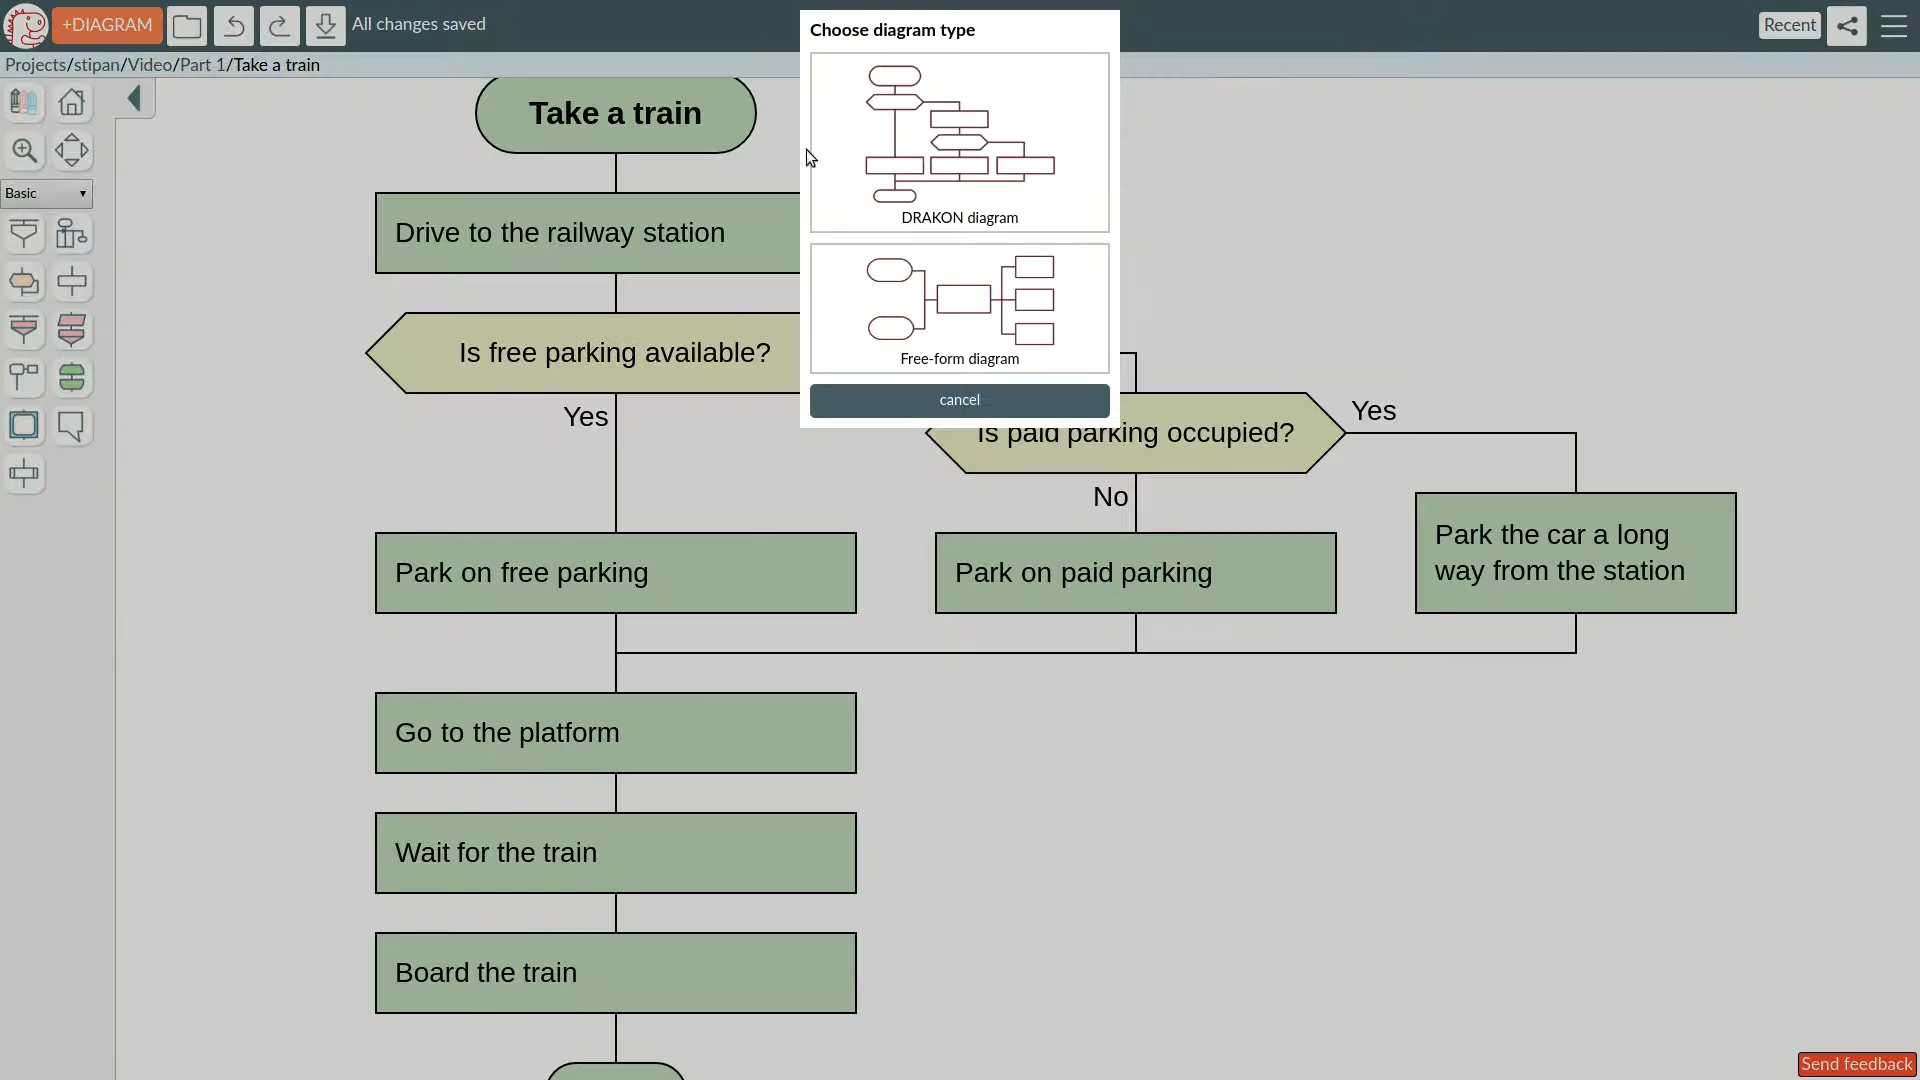 +DIAGRAM
All changes saved
Recent
Projects/stipan/Video/Part 1/Take a train
Basic
Choose diagram type
DRAKON diagram
Free-form diagram
cancel
Take a train
Drive to the railway station
Is free parking available?
Yes
Is paid parking occupied?
Yes
No
Park on free parking
Park on paid parking
Park the car a long
way from the station
Go to the platform
Wait for the train
Board the train
Send feedback